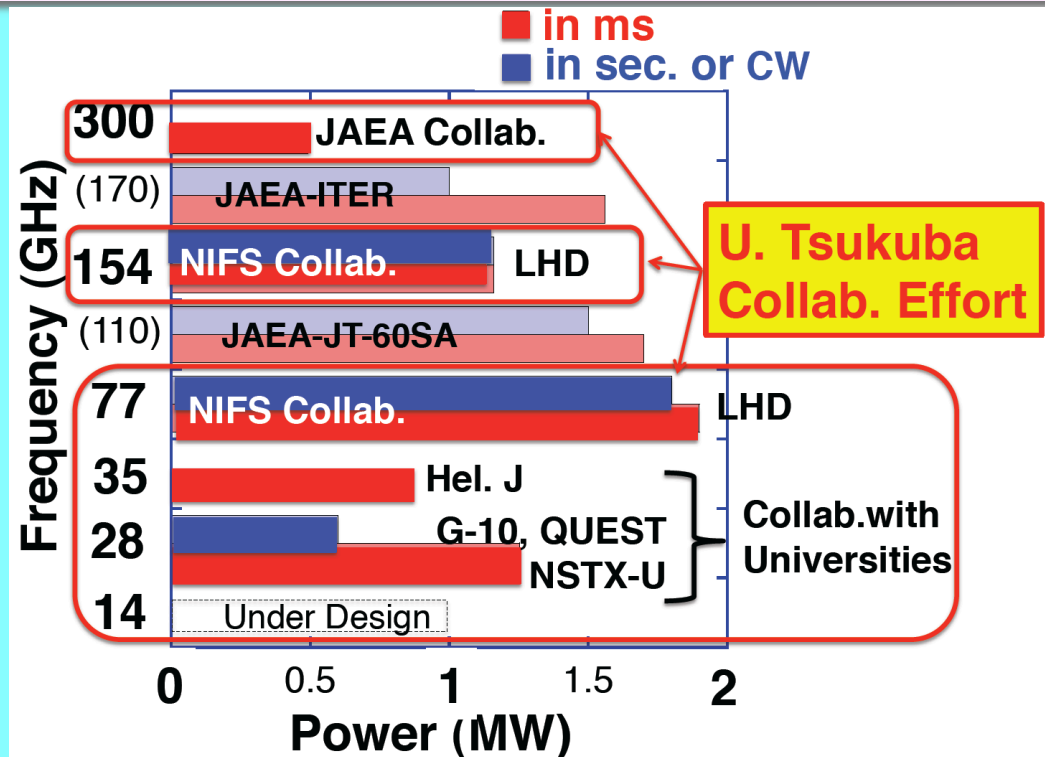 in ms
in sec. or CW
300
JAEA Collab.
(170)
JAEA-ITER
154
NIFS Collab.
LHD
(110)
JAEA-JT-60SA
77
NIFS Collab.
LHD
35
Hel. J
28
G-10, QUEST
NSTX-U
14
Under Design
Collab.with
Universities
U. Tsukuba
Collab. Effort
Frequency (GHz)
0 0.5 1 1.5 2
Power (MW)